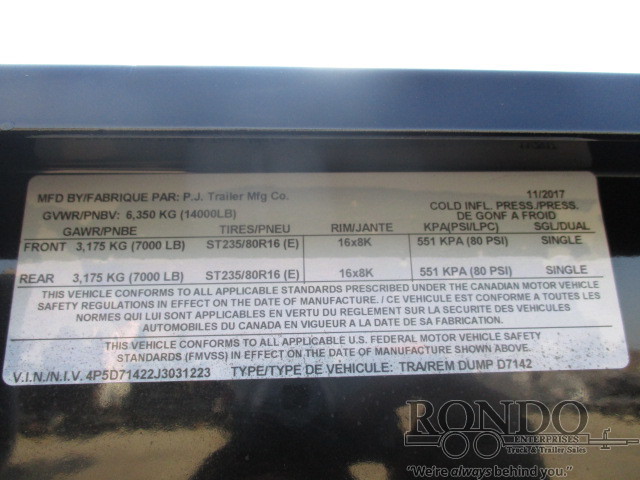 MFD BY/FABRIQUE PAR: P.J. Trailer Mfg Co. 11/2017
GVWR/PNBV: 6,350 KG (14000LB) COLD INFL. PRESS./PRESS. DE GONF A FROID
GAWR/PNBE TIRES/PNEU RIM/JANTE KPA(PSI/LPC) SGL/DUAL
FRONT 3,175 KG (7000 LB) ST235/80R16 (E) 16x8K 551 KPA (80 PSI) SINGLE
REAR 3,175 KG (7000 LB) ST235/80R16 (E) 16x8K 551 KPA (80 PSI) SINGLE
THIS VEHICLE CONFORMS TO ALL APPLICABLE STANDARDS PRESCRIBED UNDER THE CANADIAN MOTOR VEHICLE
SAFETY REGULATIONS IN EFFECT ON THE DATE OF MANUFACTURE. / CE VEHICULE EST CONFORME A TOUTES LES
NORMES QUI LUI SONT APPLICABLES EN VERTU DU REGLEMENT SUR LA SECURITE DES VEHICULES
AUTOMOBILES DU CANADA EN VIGUEUR A LA DATE DE SA FABRICATION.
THIS VEHICLE CONFORMS TO ALL APPLICABLE U.S. FEDERAL MOTOR VEHICLE SAFETY
STANDARDS (FMVSS) IN EFFECT ON THE DATE OF MANUFACTURE SHOWN ABOVE.
V.I.N./N.I.V. 4P5D71422J3031223 TYPE/TYPE DE VÉHICULE: TRA/REM DUMP D7142
RONDO
ENTERPRISES
Truck & Trailer Sales
"We're always behind you."